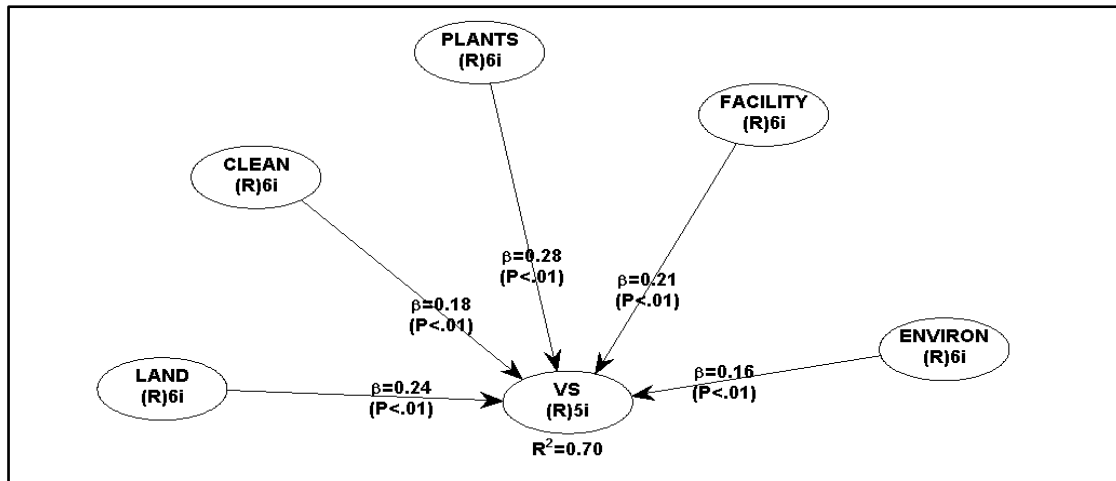 PLANTS
(R)6i
FACILITY
(R)6i
CLEAN
(R)6i
β=0.28
(P<.01)
β=0.21
(P<.01)
β=0.18
(P<.01)
ENVIRON
(R)6i
LAND
(R)6i
β=0.24
(P<.01)
VS
(R)5i
β=0.16
(P<.01)
R²=0.70